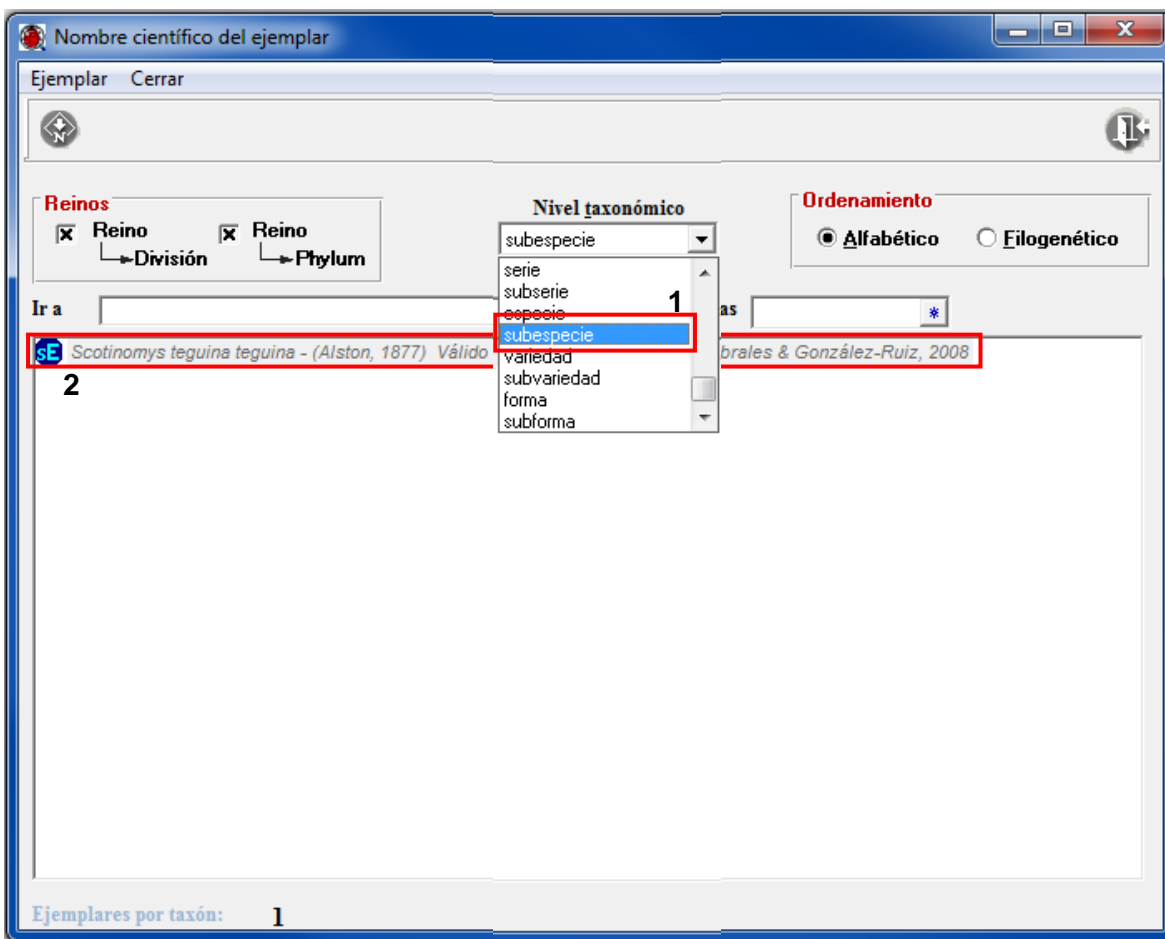 Nombre científico del ejemplar
Ejemplar Cerrar
N
Reinos
Reino
División
Reino
Phylum
Nivel taxonómico
subespecie
Ordenamiento
Alfabético
Filogenético
serie
subserie
especie
subespecie
variedad
subvariedad
forma
subforma
1
Ir a
as
*
sE Scotinomys teguina teguina - (Alston, 1877) Válido brales & González-Ruiz, 2008
2
Ejemplares por taxón: 1